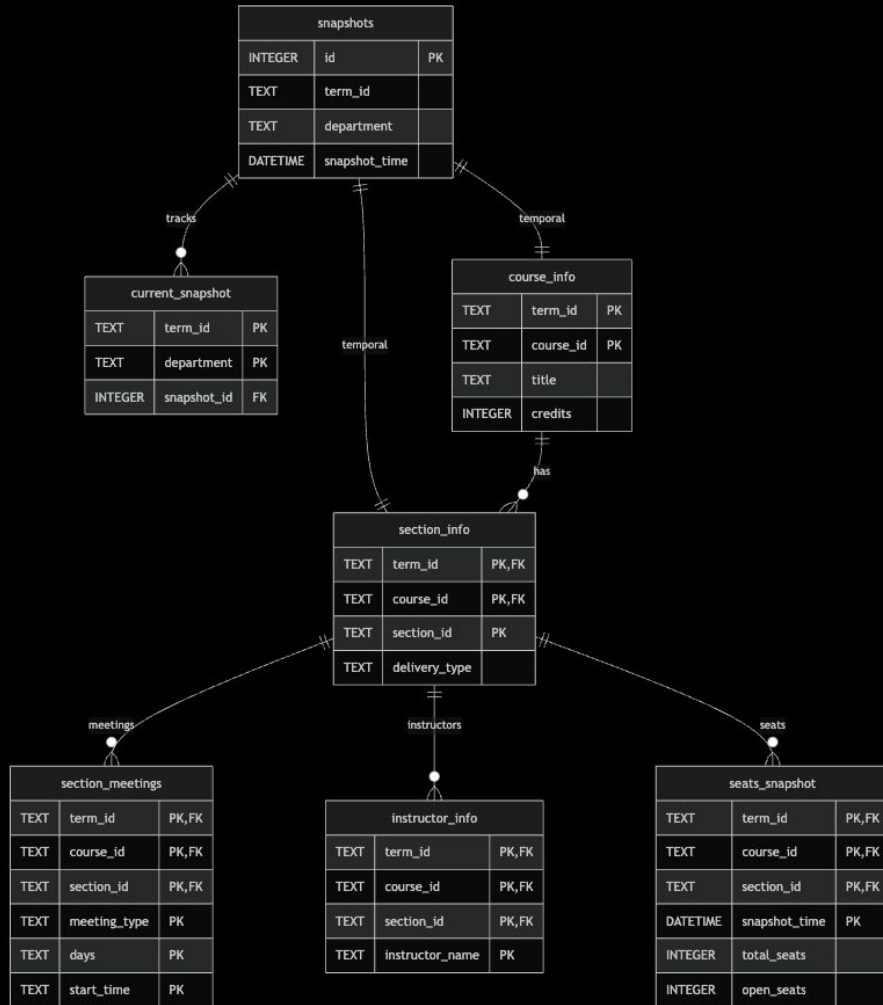 snapshots
INTEGER id PK
TEXT term_id
TEXT department
DATETIME snapshot_time
tracks
temporal
current_snapshot
TEXT term_id PK
TEXT department PK
INTEGER snapshot_id FK
temporal
course_info
TEXT term_id PK
TEXT course_id PK
TEXT title
INTEGER credits
has
section_info
TEXT term_id PK,FK
TEXT course_id PK,FK
TEXT section_id PK
TEXT delivery_type
meetings
instructors
seats
section_meetings
TEXT term_id PK,FK
TEXT course_id PK,FK
TEXT section_id PK,FK
TEXT meeting_type PK
TEXT days PK
TEXT start_time PK
instructor_info
TEXT term_id PK,FK
TEXT course_id PK,FK
TEXT section_id PK,FK
TEXT instructor_name PK
seats_snapshot
TEXT term_id PK,FK
TEXT course_id PK,FK
TEXT section_id PK,FK
DATETIME snapshot_time PK
INTEGER total_seats
INTEGER open_seats